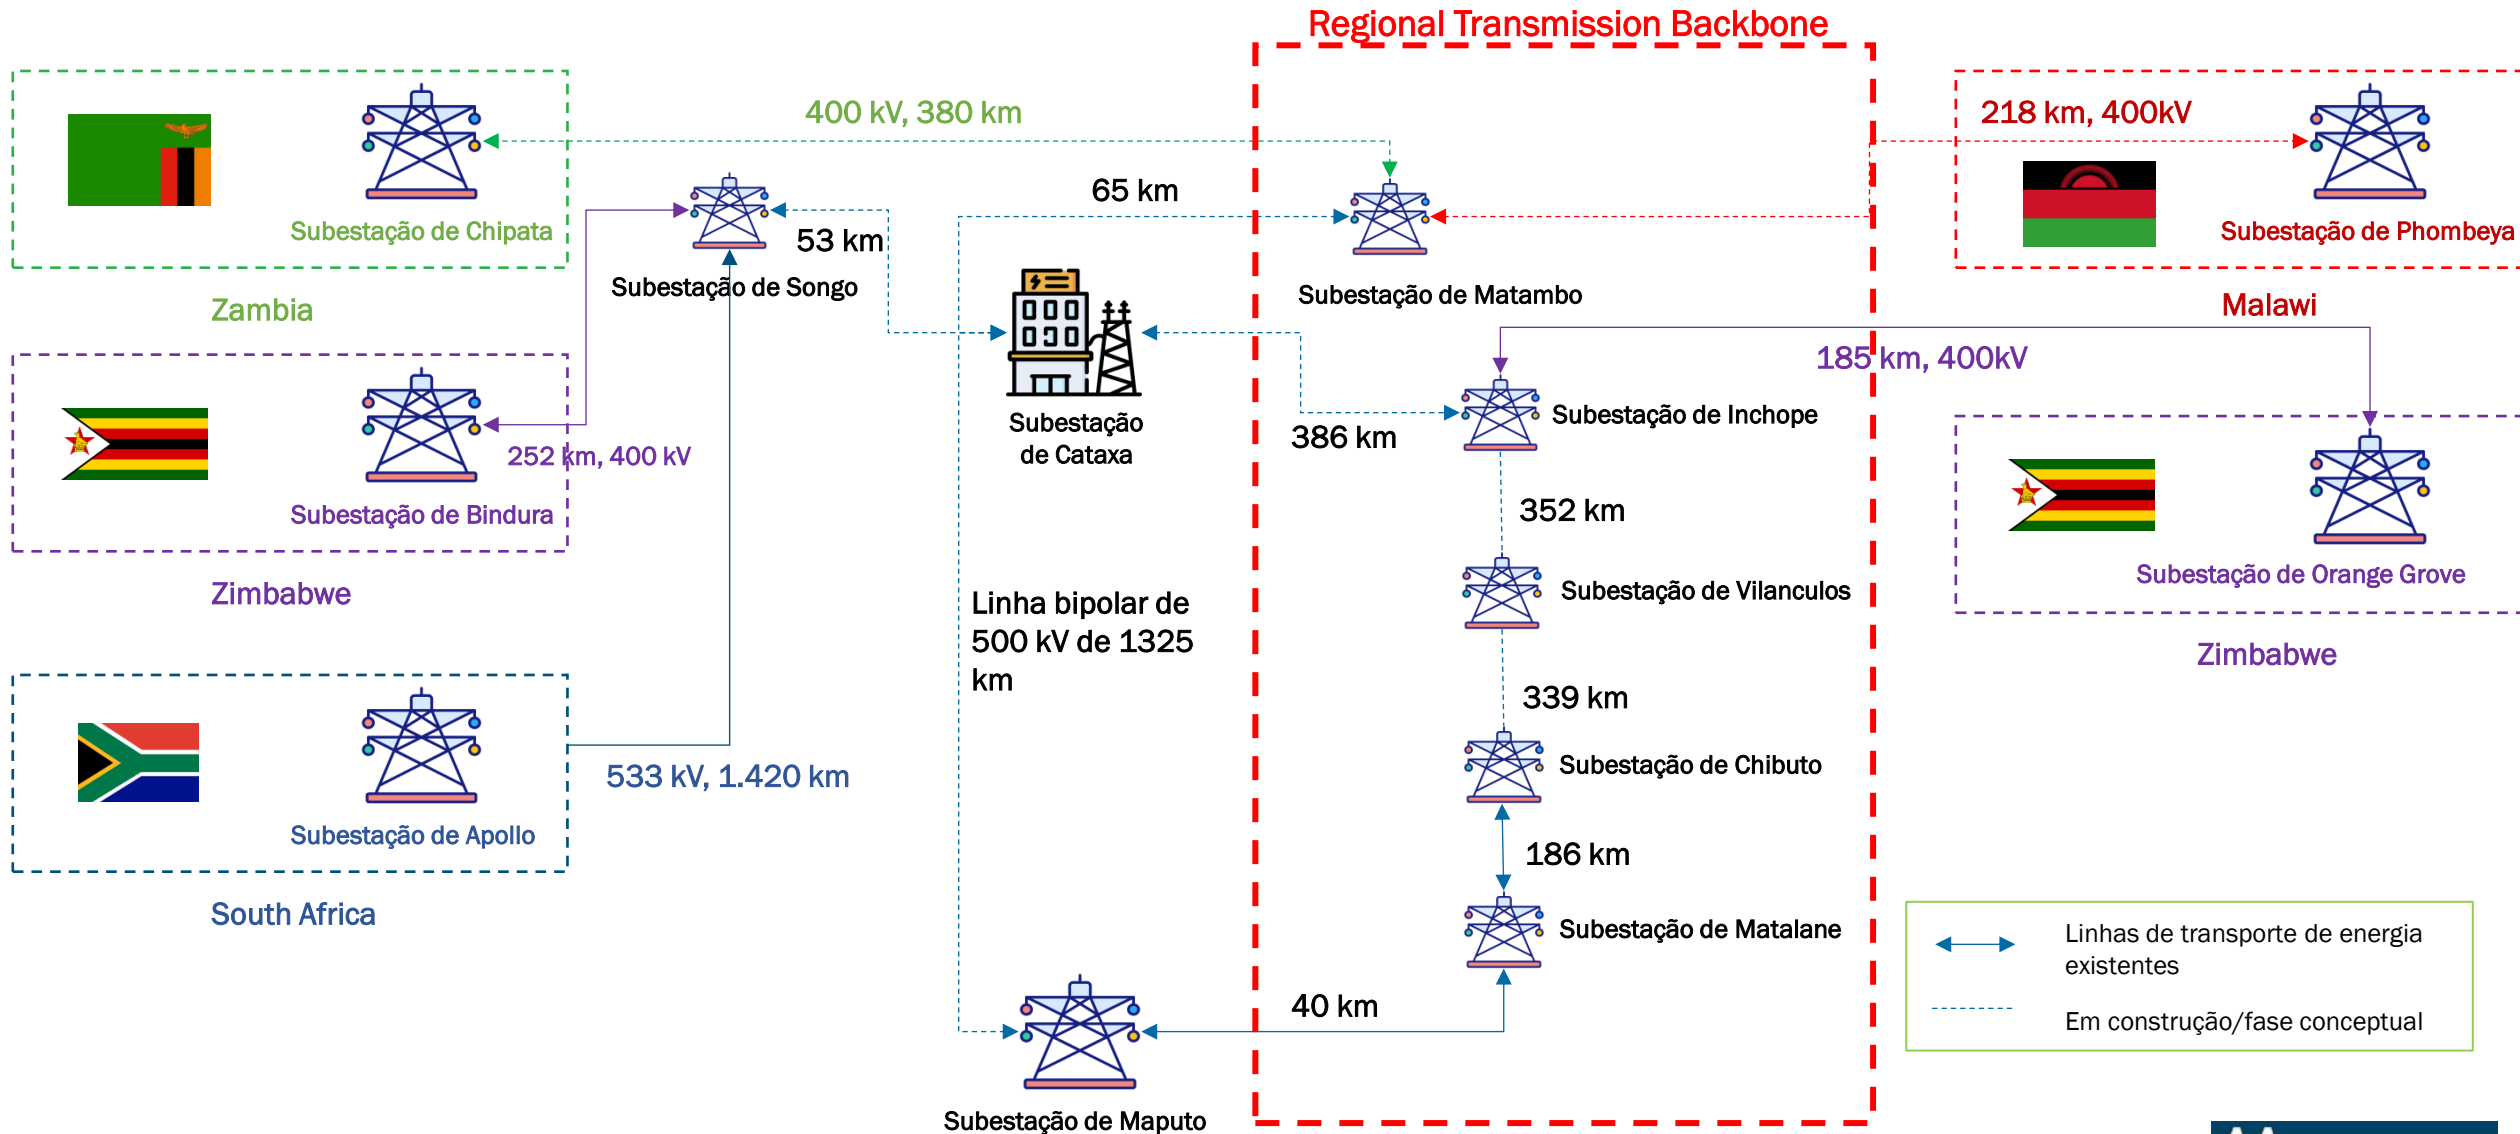 Regional Transmission Backbone
400 kV, 380 km
218 km, 400kV
65 km
Subestação de Chipata
53 km
Subestação de Phombeya
Subestação de Songo
Subestação de Matambo
Zambia
Malawi
185 km, 400kV
Subestação
de Cataxa
Subestação de Inchope
386 km
252 km, 400 kV
Subestação de Bindura
352 km
Subestação de Orange Grove
Zimbabwe
Linha bipolar de
500 kV de 1325
km
Subestação de Vilanculos
Zimbabwe
339 km
533 kV, 1.420 km
Subestação de Chibuto
Subestação de Apollo
186 km
South Africa
Subestação de Matalane
Linhas de transporte de energia
existentes
40 km
Em construção/fase conceptual
Subestação de Maputo